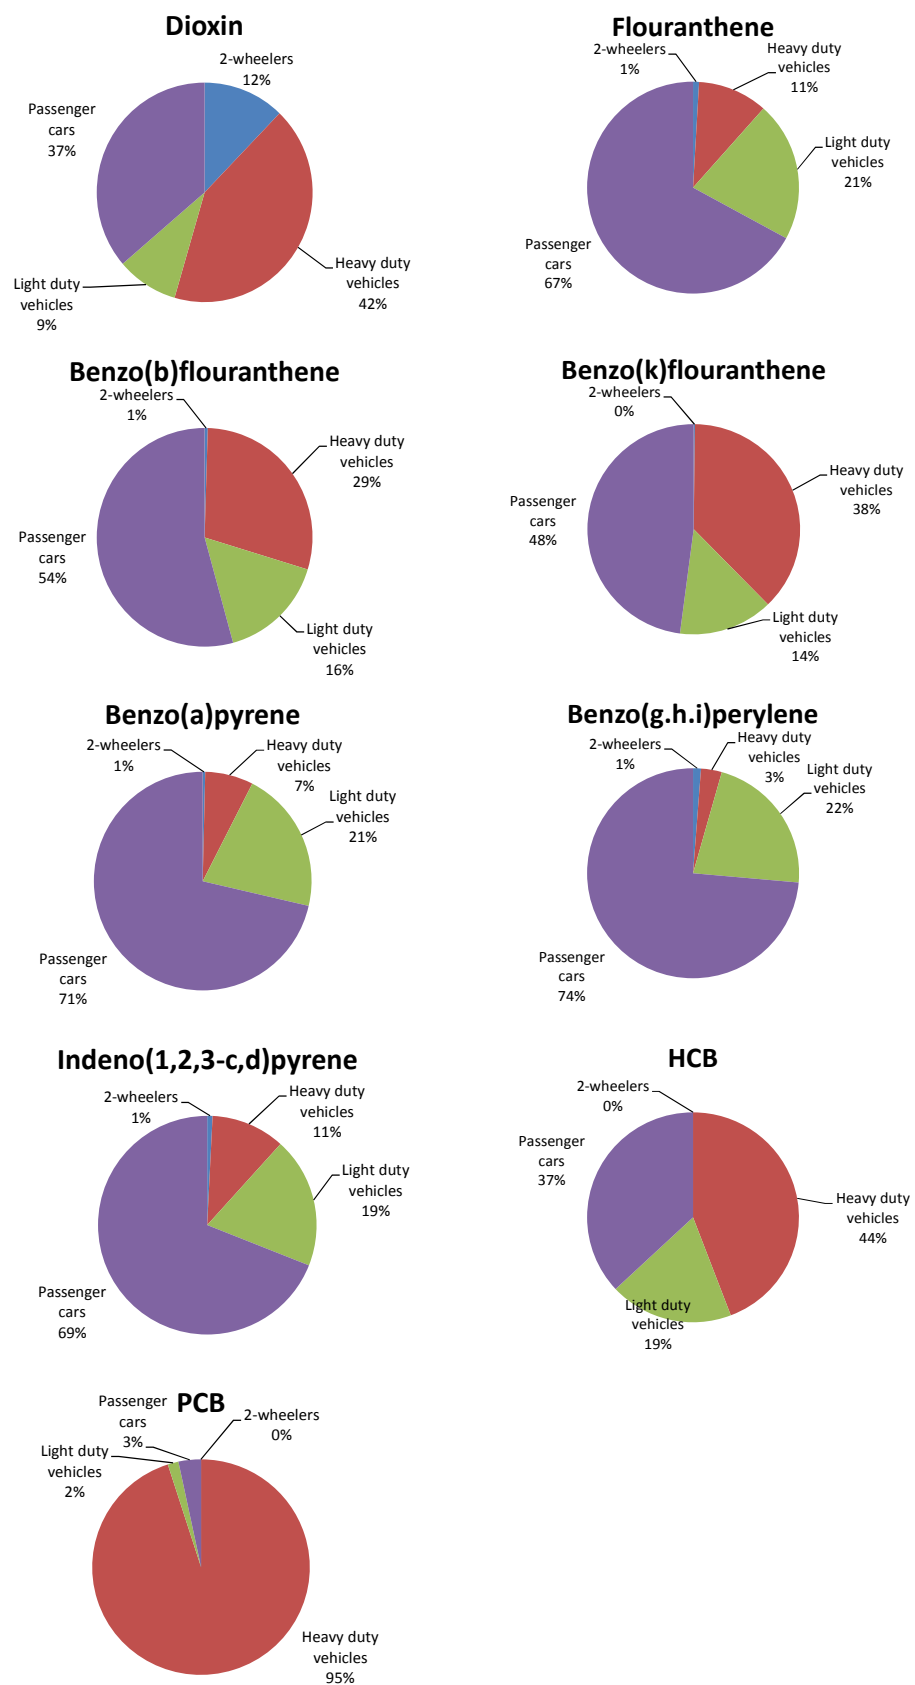 Dioxin
2-wheelers
12%
Passenger
cars
37%
Heavy duty
vehicles
42%
Light duty
vehicles
9%
Flouranthene
2-wheelers
1%
Heavy duty
vehicles
11%
Light duty
vehicles
21%
Passenger
cars
67%
Benzo(b)flouranthene
2-wheelers
1%
Heavy duty
vehicles
29%
Passenger
cars
54%
Light duty
vehicles
16%
Benzo(k)flouranthene
2-wheelers
0%
Heavy duty
vehicles
38%
Passenger
cars
48%
Light duty
vehicles
14%
Benzo(a)pyrene
2-wheelers
1%
Heavy duty
vehicles
7%
Light duty
vehicles
21%
Passenger
cars
71%
Benzo(g.h.i)perylene
2-wheelers
1%
Heavy duty
vehicles
3%
Light duty
vehicles
22%
Passenger
cars
74%
Indeno(1,2,3-c,d)pyrene
2-wheelers
1%
Heavy duty
vehicles
11%
Light duty
vehicles
19%
Passenger
cars
69%
HCB
2-wheelers
0%
Passenger
cars
37%
Heavy duty
vehicles
44%
Light duty
vehicles
19%
PCB
Passenger
cars
3%
2-wheelers
0%
Light duty
vehicles
2%
Heavy duty
vehicles
95%